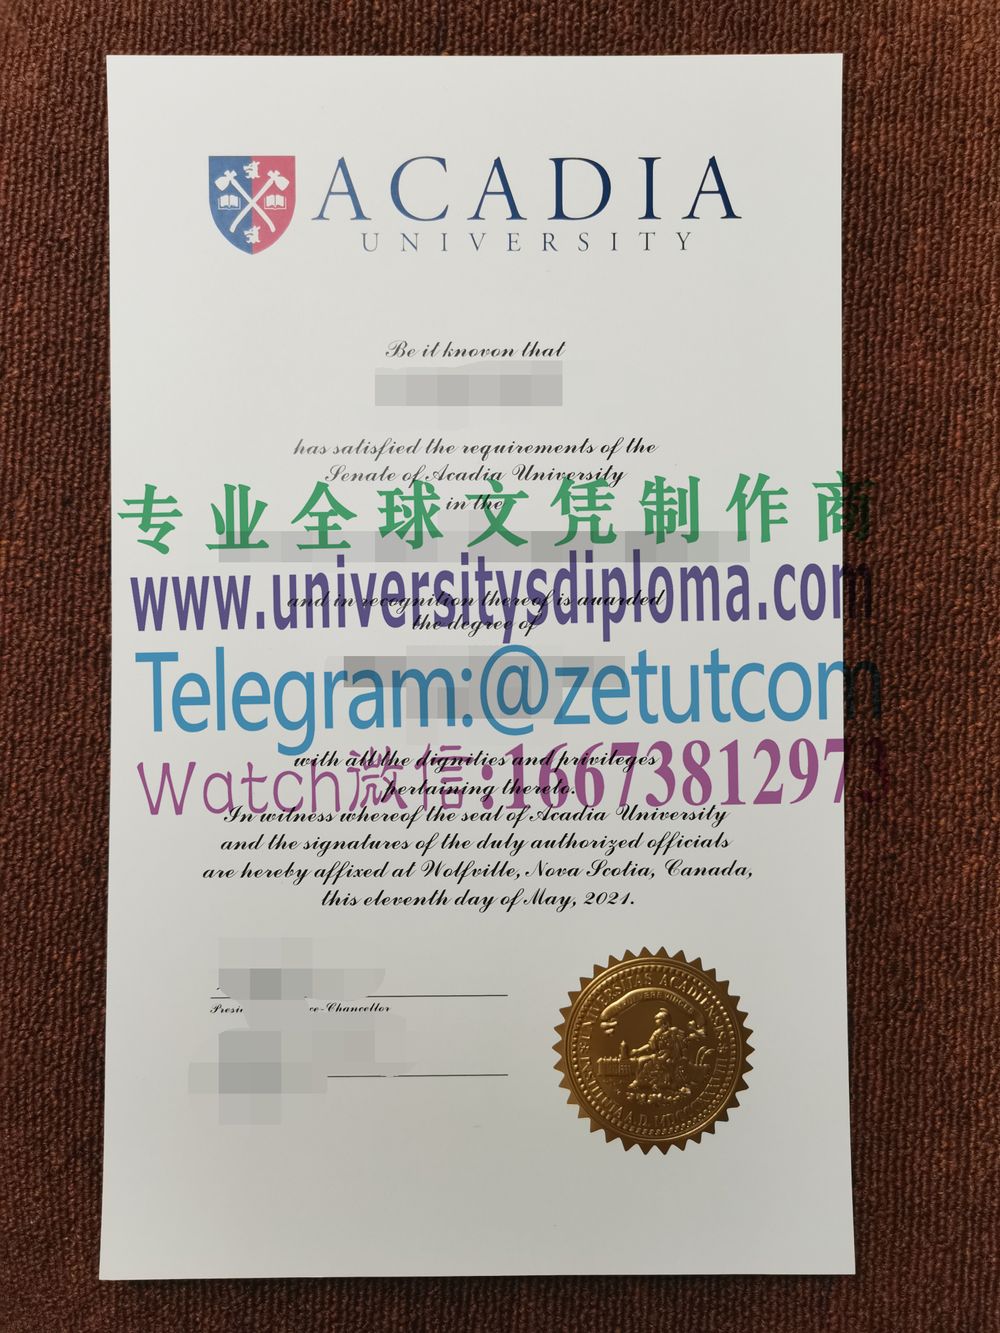 ACADIA
UNIVERSITY
Be it knovon that
has satisfied the requirements of the
Senate of Acadia University
in the
专业全球文凭制作商
www.universitysdiploma.com
and in recognition thereof is awarded
the degree of
Telegram:@zetutcom
with all the dignities and privileges
Watch微信:1667381297
pertaining thereto.
In witness whereof the seal of Acadia University
and the signatures of the duly authorized officials
are hereby affixed at Wolfville, Nova Scotia, Canada,
this eleventh day of May, 2021.
ce-Chancellor